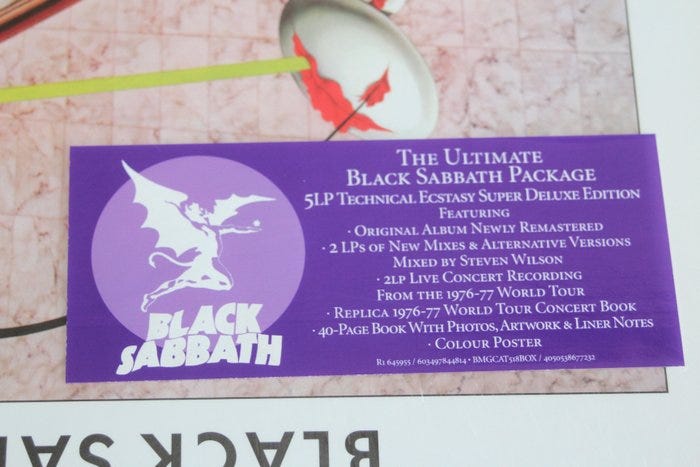 The Ultimate
Black Sabbath Package
5LP Technical Ecstasy Super Deluxe Edition
Featuring
· Original Album Newly Remastered
· 2 LPs of New Mixes & Alternative Versions
Mixed by Steven Wilson
· 2LP Live Concert Recording
From the 1976-77 World Tour
· Replica 1976-77 World Tour Concert Book
· 40-Page Book With Photos, Artwork & Liner Notes
· Colour Poster
R1 645955 / 603497844814 • BMGCAT518BOX / 4050538677232
BLACK
SABBATH
BLACK SA